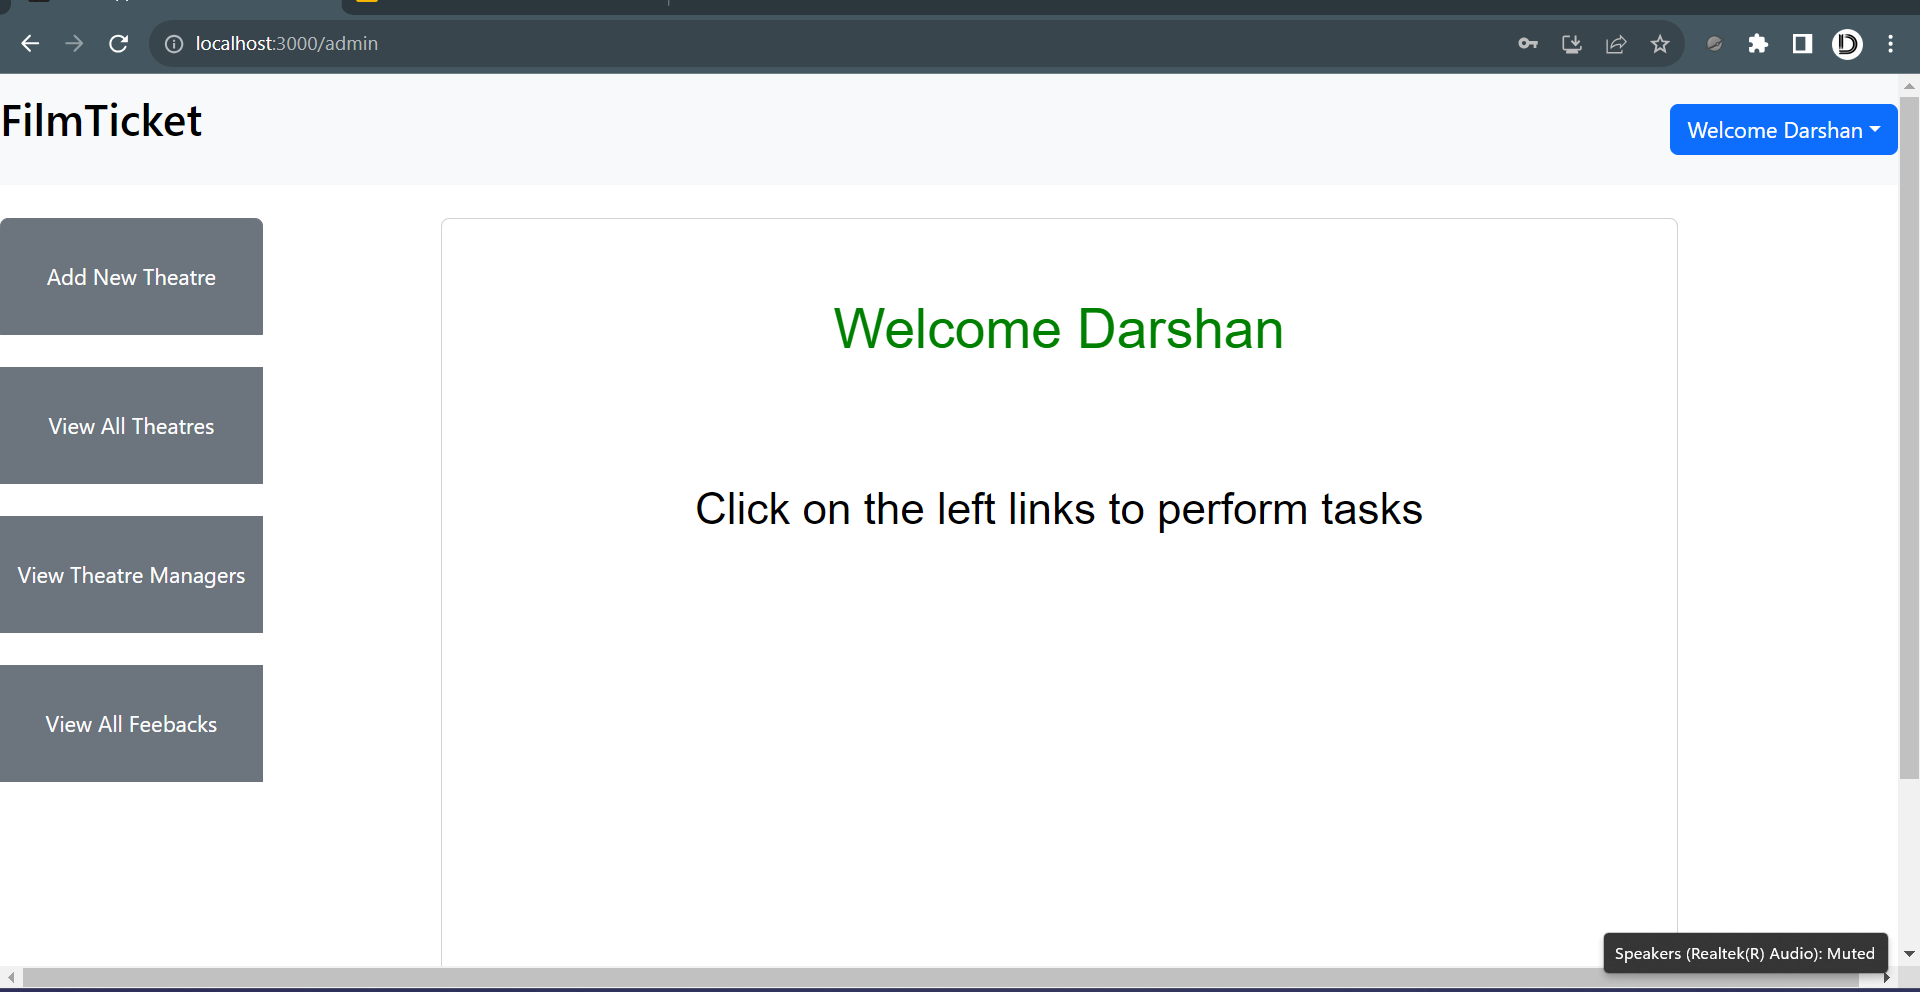 localhost:3000/admin
FilmTicket
Welcome Darshan
Add New Theatre
View All Theatres
View Theatre Managers
View All Feebacks
Welcome Darshan
Click on the left links to perform tasks
Speakers (Realtek(R) Audio): Muted